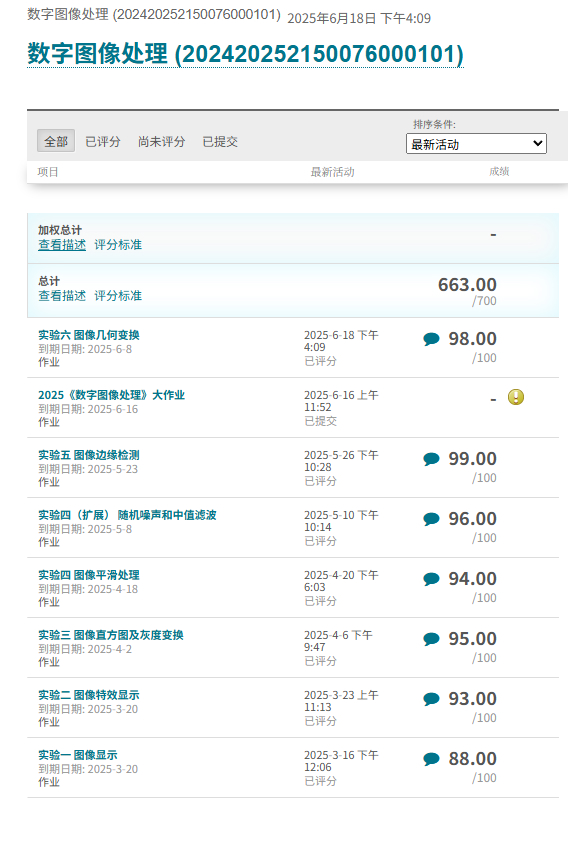 数字图像处理 (202420252150076000101) 2025年6月18日 下午4:09
数字图像处理 (202420252150076000101)
排序条件:
全部 已评分 尚未评分 已提交 最新活动
项目 最新活动 成绩
加权总计 -
查看描述 评分标准
总计 663.00
查看描述 评分标准 /700
实验六 图像几何变换 2025-6-18 下午 98.00
到期日期: 2025-6-8 4:09 /100
作业 已评分
2025《数字图像处理》大作业 2025-6-16 上午 -
到期日期: 2025-6-16 11:52
作业 已提交
实验五 图像边缘检测 2025-5-26 下午 99.00
到期日期: 2025-5-23 10:28 /100
作业 已评分
实验四（扩展） 随机噪声和中值滤波 2025-5-10 下午 96.00
到期日期: 2025-5-8 10:14 /100
作业 已评分
实验四 图像平滑处理 2025-4-20 下午 94.00
到期日期: 2025-4-18 6:03 /100
作业 已评分
实验三 图像直方图及灰度变换 2025-4-6 下午 95.00
到期日期: 2025-4-2 9:47 /100
作业 已评分
实验二 图像特效显示 2025-3-23 上午 93.00
到期日期: 2025-3-20 11:13 /100
作业 已评分
实验一 图像显示 2025-3-16 下午 88.00
到期日期: 2025-3-20 12:06 /100
作业 已评分